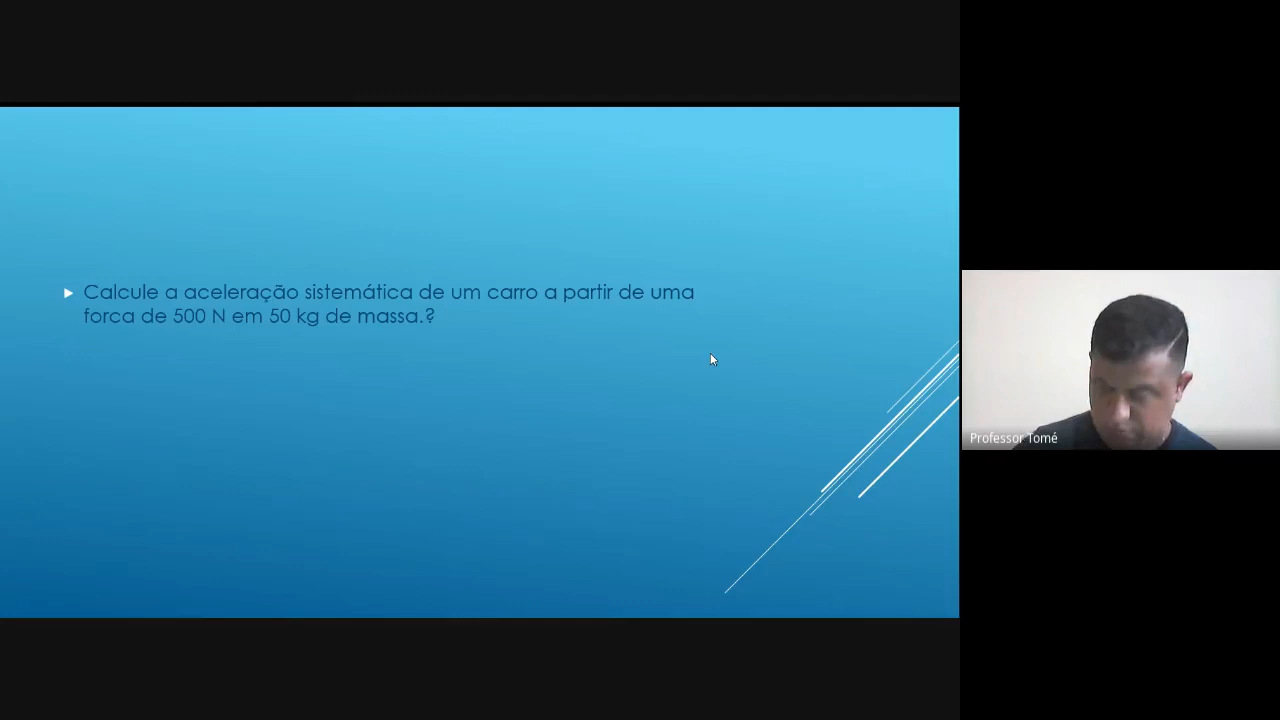 Calcule a aceleração sistemática de um carro a partir de uma
forca de 500 N em 50 kg de massa.?
Professor Tomé